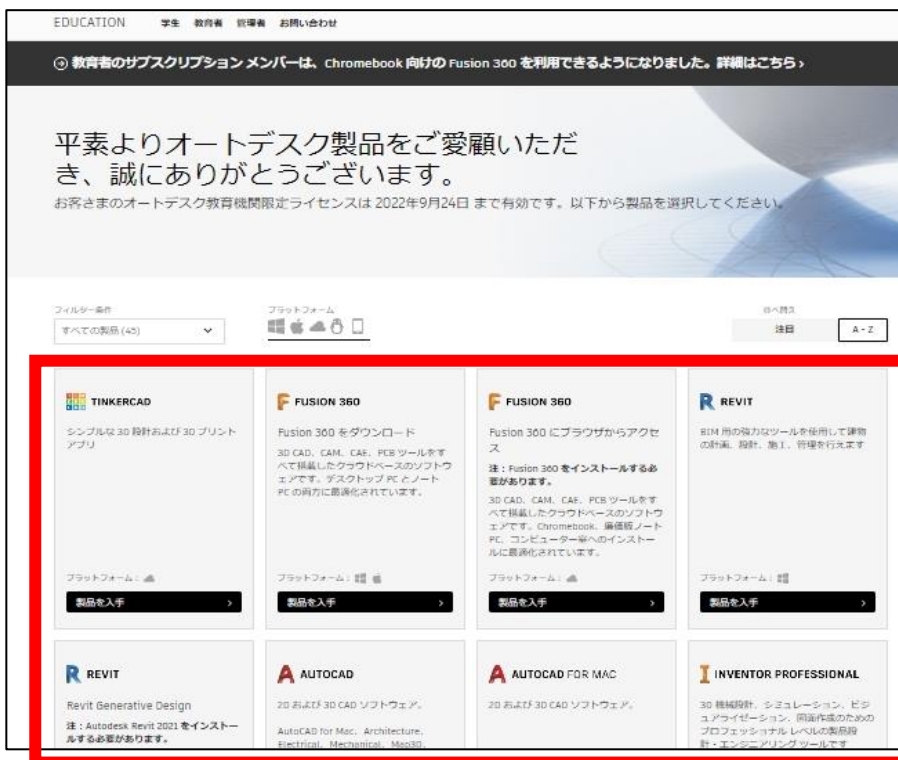 EDUCATION 学生 教育者 管理者 お問い合わせ
教育者のサブスクリプション メンバーは、Chromebook 向けの Fusion 360 を利用できるようになりました。詳細はこちら ›
平素よりオートデスク製品をご愛顧いただ
き、誠にありがとうございます。
お客さまのオートデスク教育機関限定ライセンスは 2022年9月24日 まで有効です。以下から製品を選択してください。
フィルター条件
すべての製品 (45)
プラットフォーム
並べ替え
注目 A - Z
TINKERCAD
シンプルな 3D 設計および 3D プリント
アプリ
プラットフォーム :
製品を入手 ›
FUSION 360
Fusion 360 をダウンロード
3D CAD、CAM、CAE、PCB ツールをす
べて搭載したクラウドベースのソフトウ
ェアです。デスクトップ PC とノート
PC の両方に最適化されています。
プラットフォーム :
製品を入手 ›
FUSION 360
Fusion 360 にブラウザからアクセ
ス
注 : Fusion 360 をインストールする必
要があります。
3D CAD、CAM、CAE、PCB ツールをす
べて搭載したクラウドベースのソフトウ
ェアです。Chromebook、廉価版ノート
PC、コンピューター室へのインストー
ルに最適化されています。
プラットフォーム :
製品を入手 ›
REVIT
BIM 用の強力なツールを使用して建物
の計画、設計、施工、管理を行えます
プラットフォーム :
製品を入手 ›
REVIT
Revit Generative Design
注 : Autodesk Revit 2021 をインストー
ルする必要があります。
AUTOCAD
2D および 3D CAD ソフトウェア。
AutoCAD for Mac、Architecture、
Electrical、Mechanical、Map3D、
AUTOCAD FOR MAC
2D および 3D CAD ソフトウェア。
INVENTOR PROFESSIONAL
3D 機械設計、シミュレーション、ビジ
ュアライゼーション、図面作成のための
プロフェッショナル レベルの製品設
計・エンジニアリング ツールです